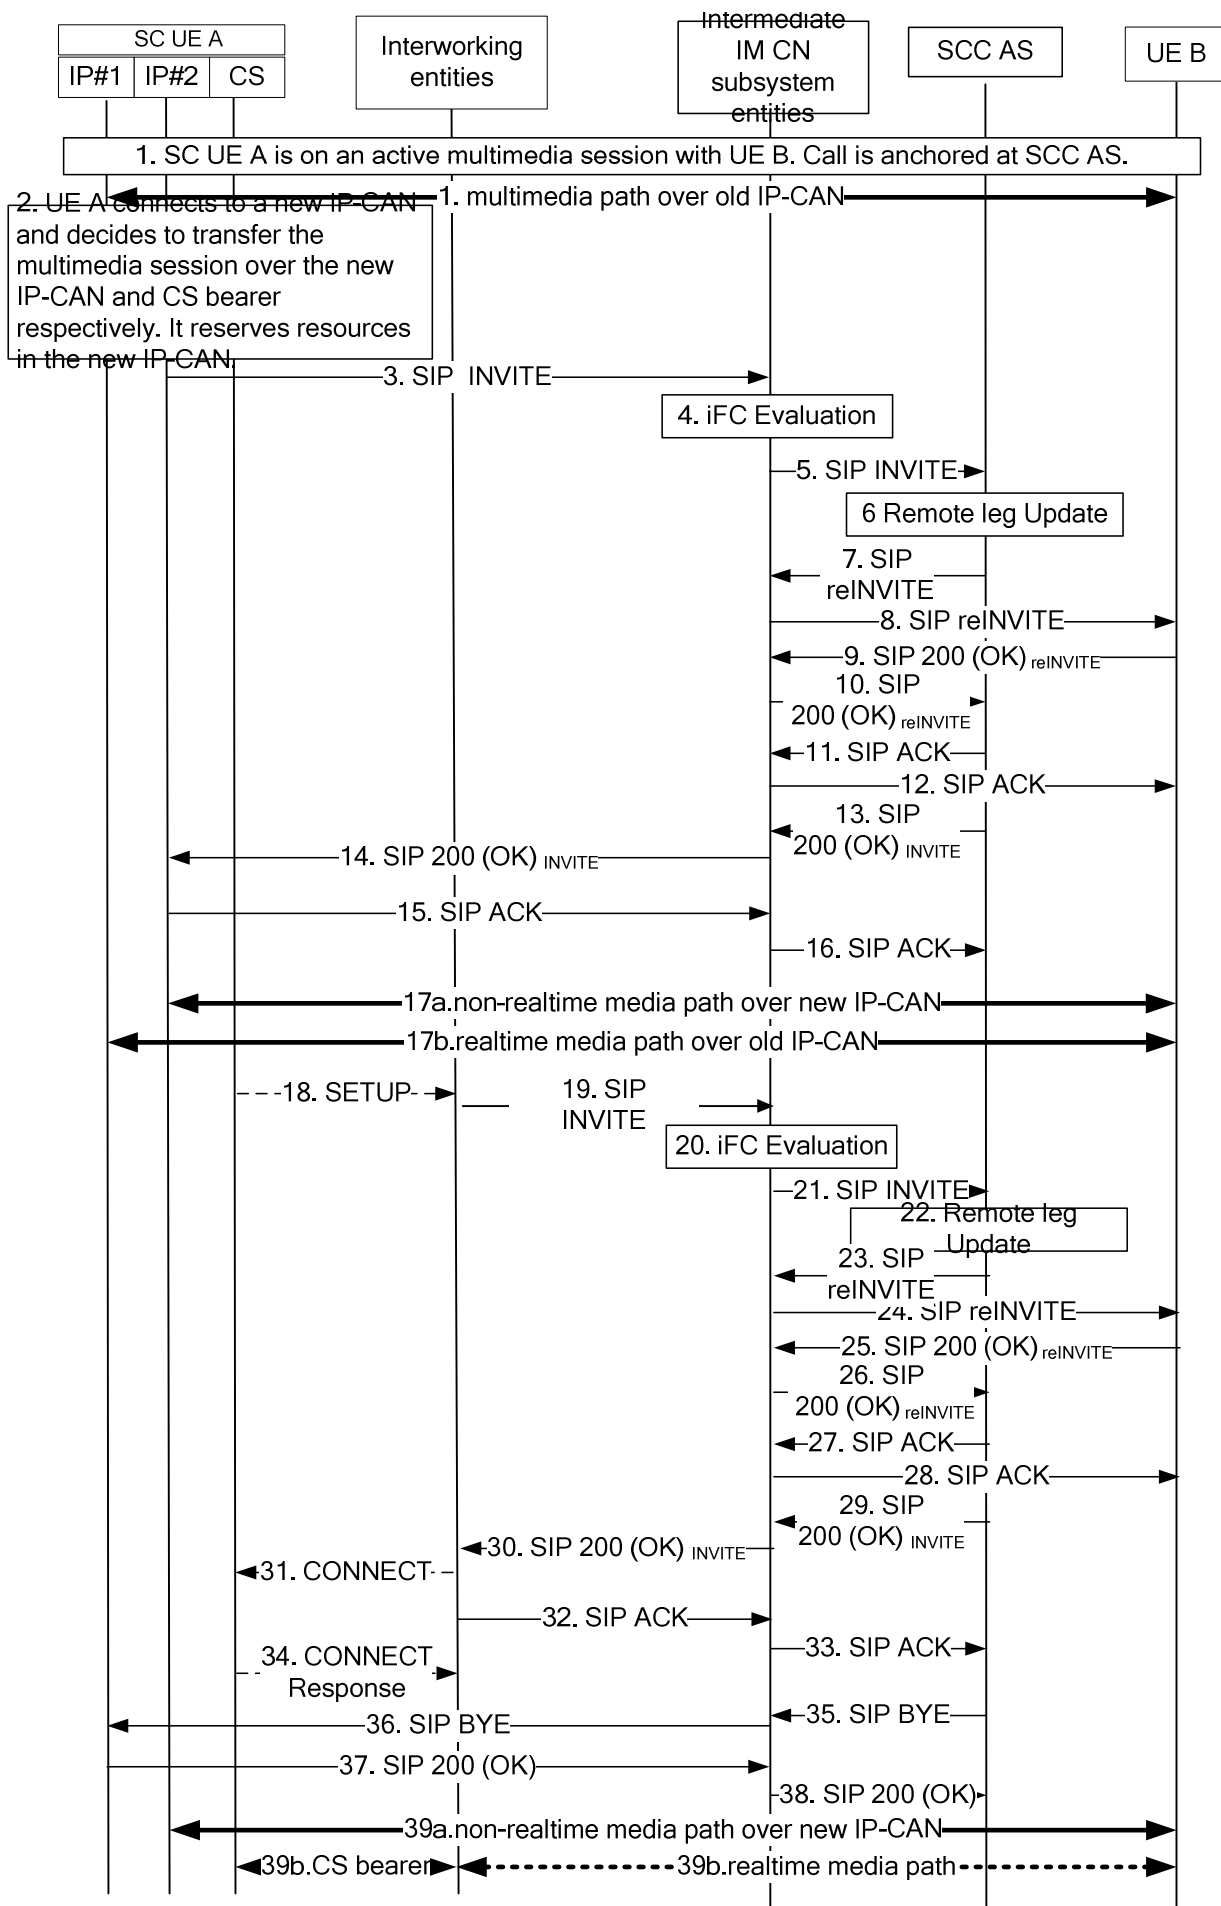 SC UE A
IP#1
IP#2
CS
Interworking
entities
Intermediate
IM CN
subsystem
entities
SCC AS
UE B
1. SC UE A is on an active multimedia session with UE B. Call is anchored at SCC AS.
1. multimedia path over old IP-CAN
2. UE A connects to a new IP-CAN
and decides to transfer the
multimedia session over the new
IP-CAN and CS bearer
respectively. It reserves resources
in the new IP-CAN.
3. SIP  INVITE
4. iFC Evaluation
5. SIP INVITE
6 Remote leg Update
7. SIP
reINVITE
8. SIP reINVITE
9. SIP 200 (OK) reINVITE
10. SIP
200 (OK) reINVITE
11. SIP ACK
12. SIP ACK
13. SIP
200 (OK) INVITE
14. SIP 200 (OK) INVITE
15. SIP ACK
16. SIP ACK
17a.non-realtime media path over new IP-CAN
17b.realtime media path over old IP-CAN
18. SETUP
19. SIP
INVITE
20. iFC Evaluation
21. SIP INVITE
22. Remote leg
Update
23. SIP
reINVITE
24. SIP reINVITE
25. SIP 200 (OK) reINVITE
26. SIP
200 (OK) reINVITE
27. SIP ACK
28. SIP ACK
29. SIP
200 (OK) INVITE
30. SIP 200 (OK) INVITE
31. CONNECT
32. SIP ACK
33. SIP ACK
34. CONNECT
Response
35. SIP BYE
36. SIP BYE
37. SIP 200 (OK)
38. SIP 200 (OK)
39a.non-realtime media path over new IP-CAN
39b.CS bearer
39b.realtime media path